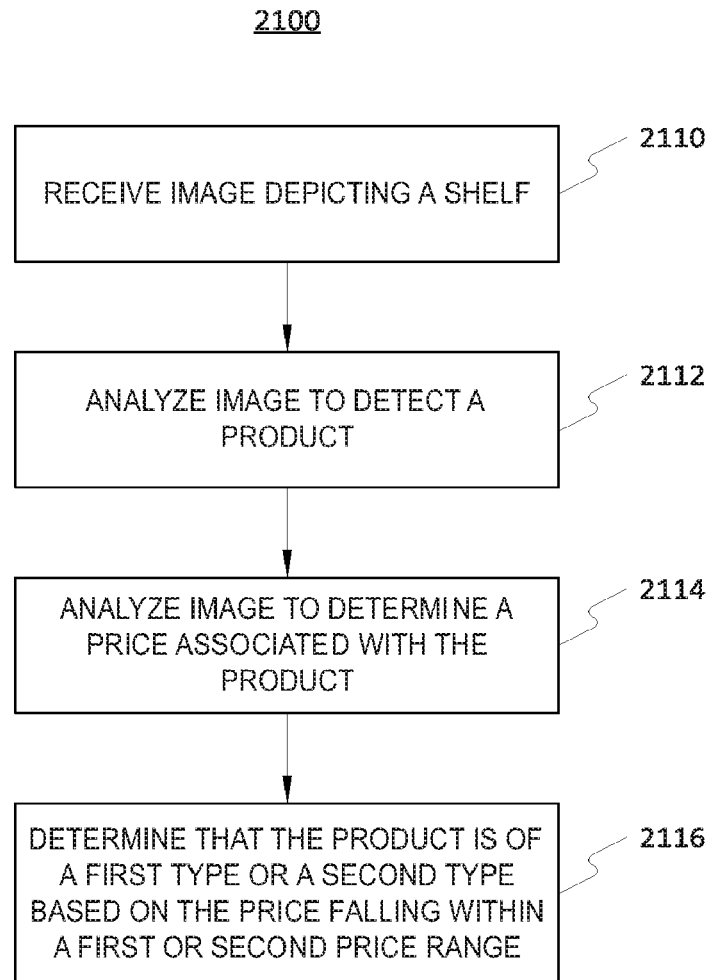 2100
RECEIVE IMAGE DEPICTING A SHELF
2110
ANALYZE IMAGE TO DETECT A
PRODUCT
2112
ANALYZE IMAGE TO DETERMINE A
PRICE ASSOCIATED WITH THE
PRODUCT
2114
DETERMINE THAT THE PRODUCT IS OF
A FIRST TYPE OR A SECOND TYPE
BASED ON THE PRICE FALLING WITHIN
A FIRST OR SECOND PRICE RANGE
2116